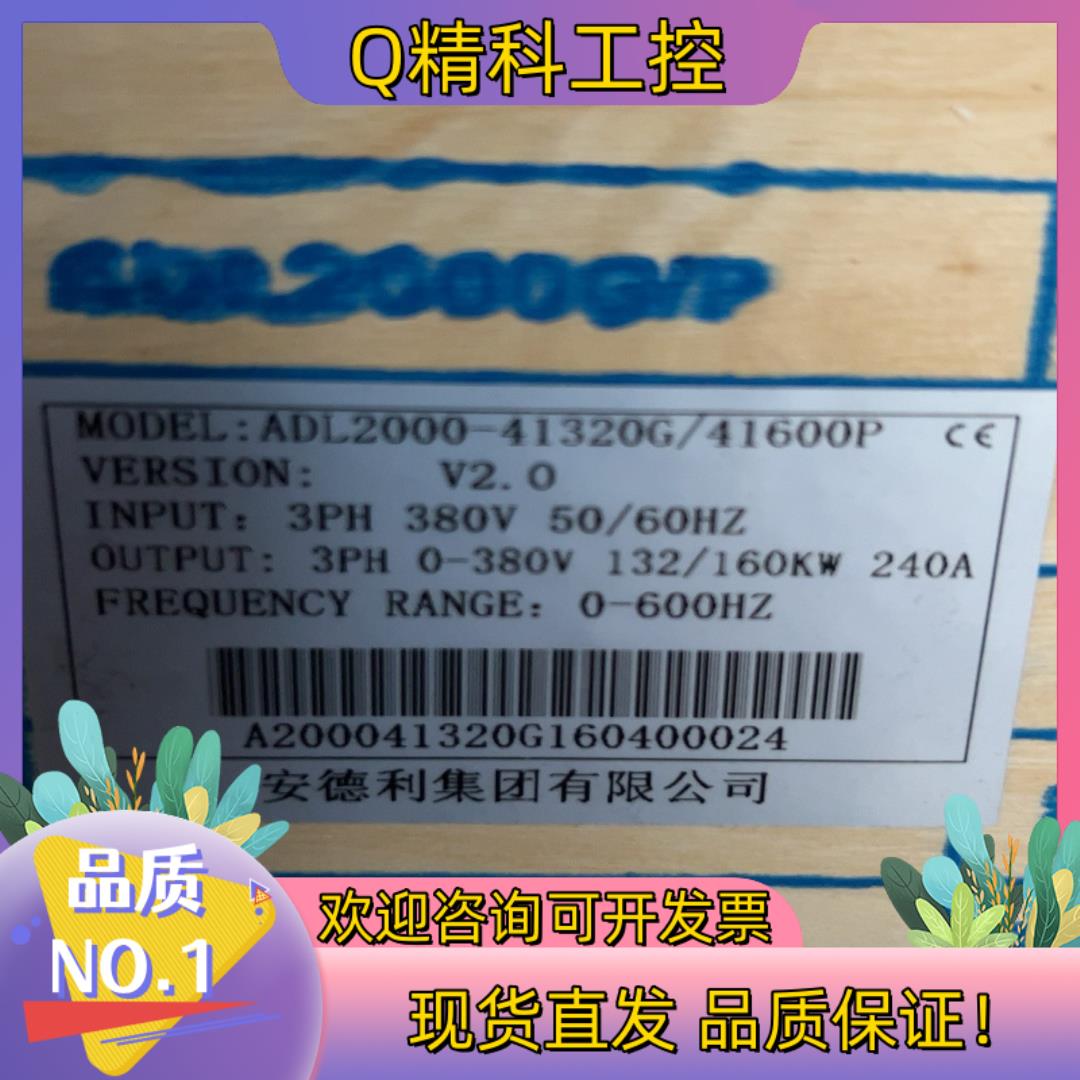 Q精科工控
ADL2000G/P
MODEL:ADL2000-41320G/41600P CE
VERSION: V2.0
INPUT: 3PH 380V 50/60HZ
OUTPUT: 3PH 0-380V 132/160KW 240A
FREQUENCY RANGE: 0-600HZ
A200041320G160400024
安德利集团有限公司
品质
NO.1
欢迎咨询可开发票
现货直发 品质保证!